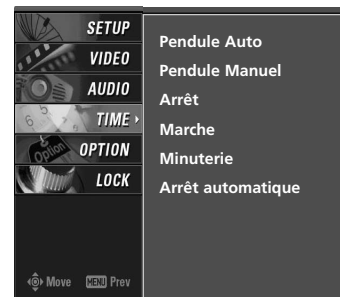 SETUP
VIDEO
AUDIO
TIME
OPTION
LOCK
Move MENU Prev
Pendule Auto
Pendule Manuel
Arrêt
Marche
Minuterie
Arrêt automatique